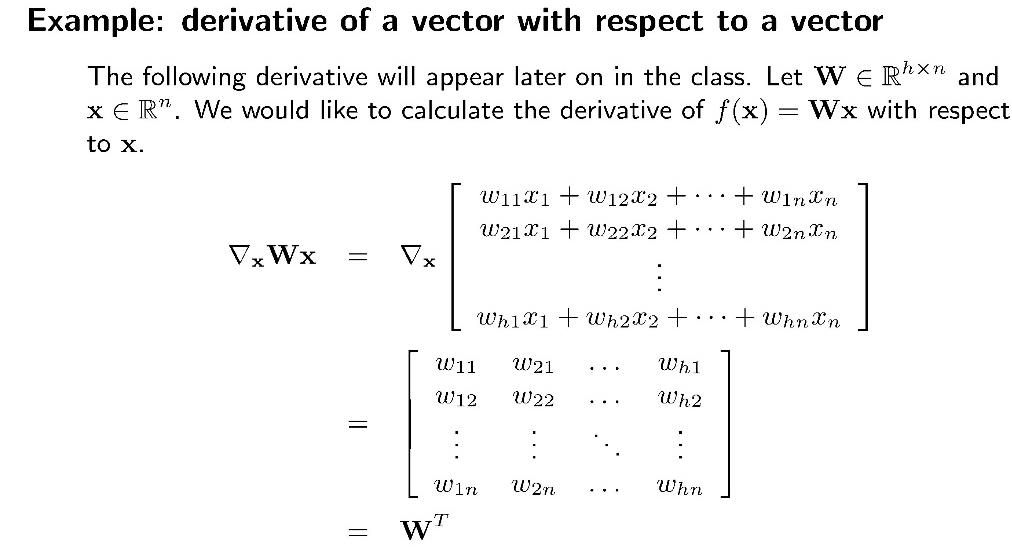 Example: derivative of a vector with respect to a vector
The following derivative will appear later on in the class. Let W ∈ ℝ^{h×n} and
x ∈ ℝ^n. We would like to calculate the derivative of f(x) = Wx with respect
to x.
∇_x Wx = ∇_x [ w_{11}x_1 + w_{12}x_2 + ⋯ + w_{1n}x_n
w_{21}x_1 + w_{22}x_2 + ⋯ + w_{2n}x_n
⋮
w_{h1}x_1 + w_{h2}x_2 + ⋯ + w_{hn}x_n ]
= [ w_{11} w_{21} … w_{h1}
w_{12} w_{22} … w_{h2}
⋮ ⋮ ⋱ ⋮
w_{1n} w_{2n} … w_{hn} ]
= W^T